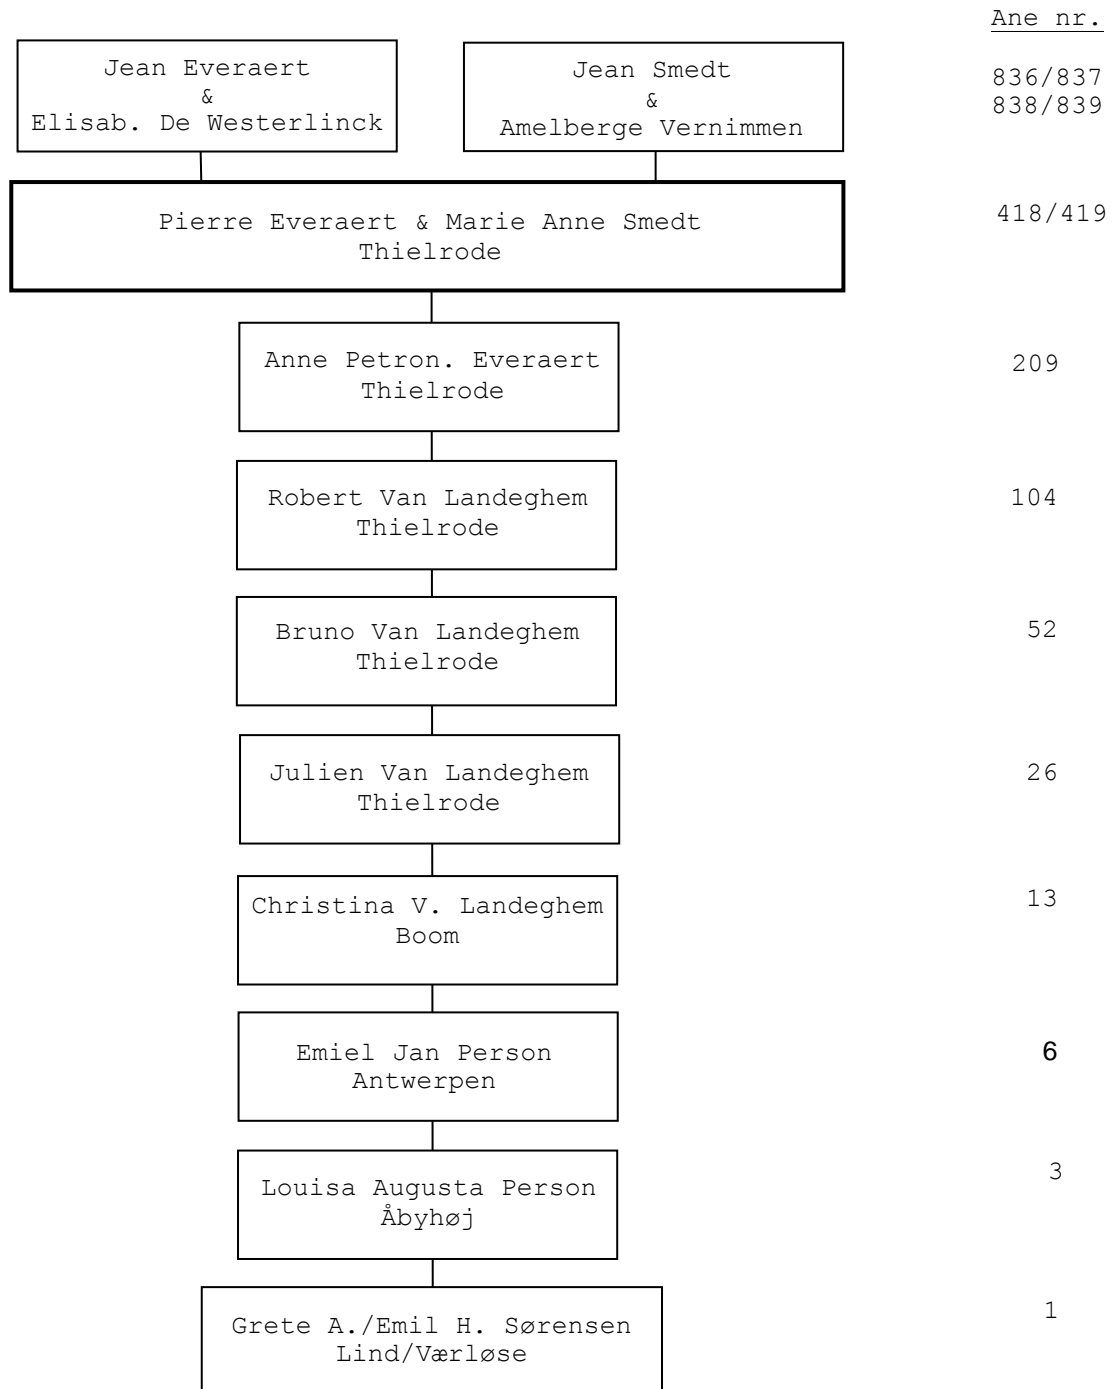 Ane nr.
Jean Everaert
&
Elisab. De Westerlinck
Jean Smedt
&
Amelberge Vernimmen
836/837
838/839
Pierre Everaert & Marie Anne Smedt
Thielrode
418/419
Anne Petron. Everaert
Thielrode
209
Robert Van Landeghem
Thielrode
104
Bruno Van Landeghem
Thielrode
52
Julien Van Landeghem
Thielrode
26
Christina V. Landeghem
Boom
13
Emiel Jan Person
Antwerpen
6
Louisa Augusta Person
Åbyhøj
3
Grete A./Emil H. Sørensen
Lind/Værløse
1